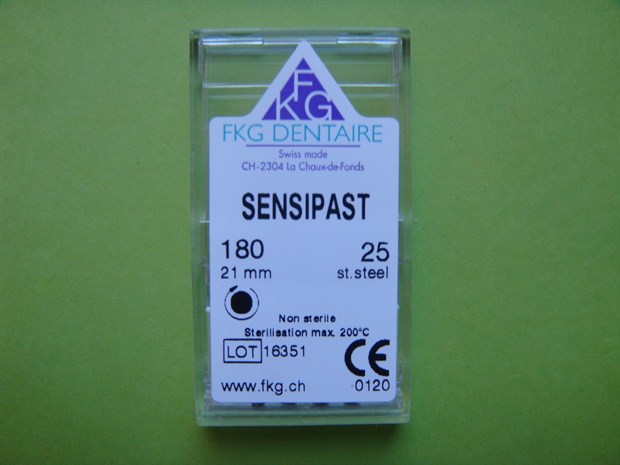 FKG
FKG DENTAIRE
Swiss made
CH-2304 La Chaux-de-Fonds
SENSIPAST
180 25
21 mm st.steel
Non sterile
Sterilisation max. 200°C
LOT 16351 CE
www.fkg.ch 0120